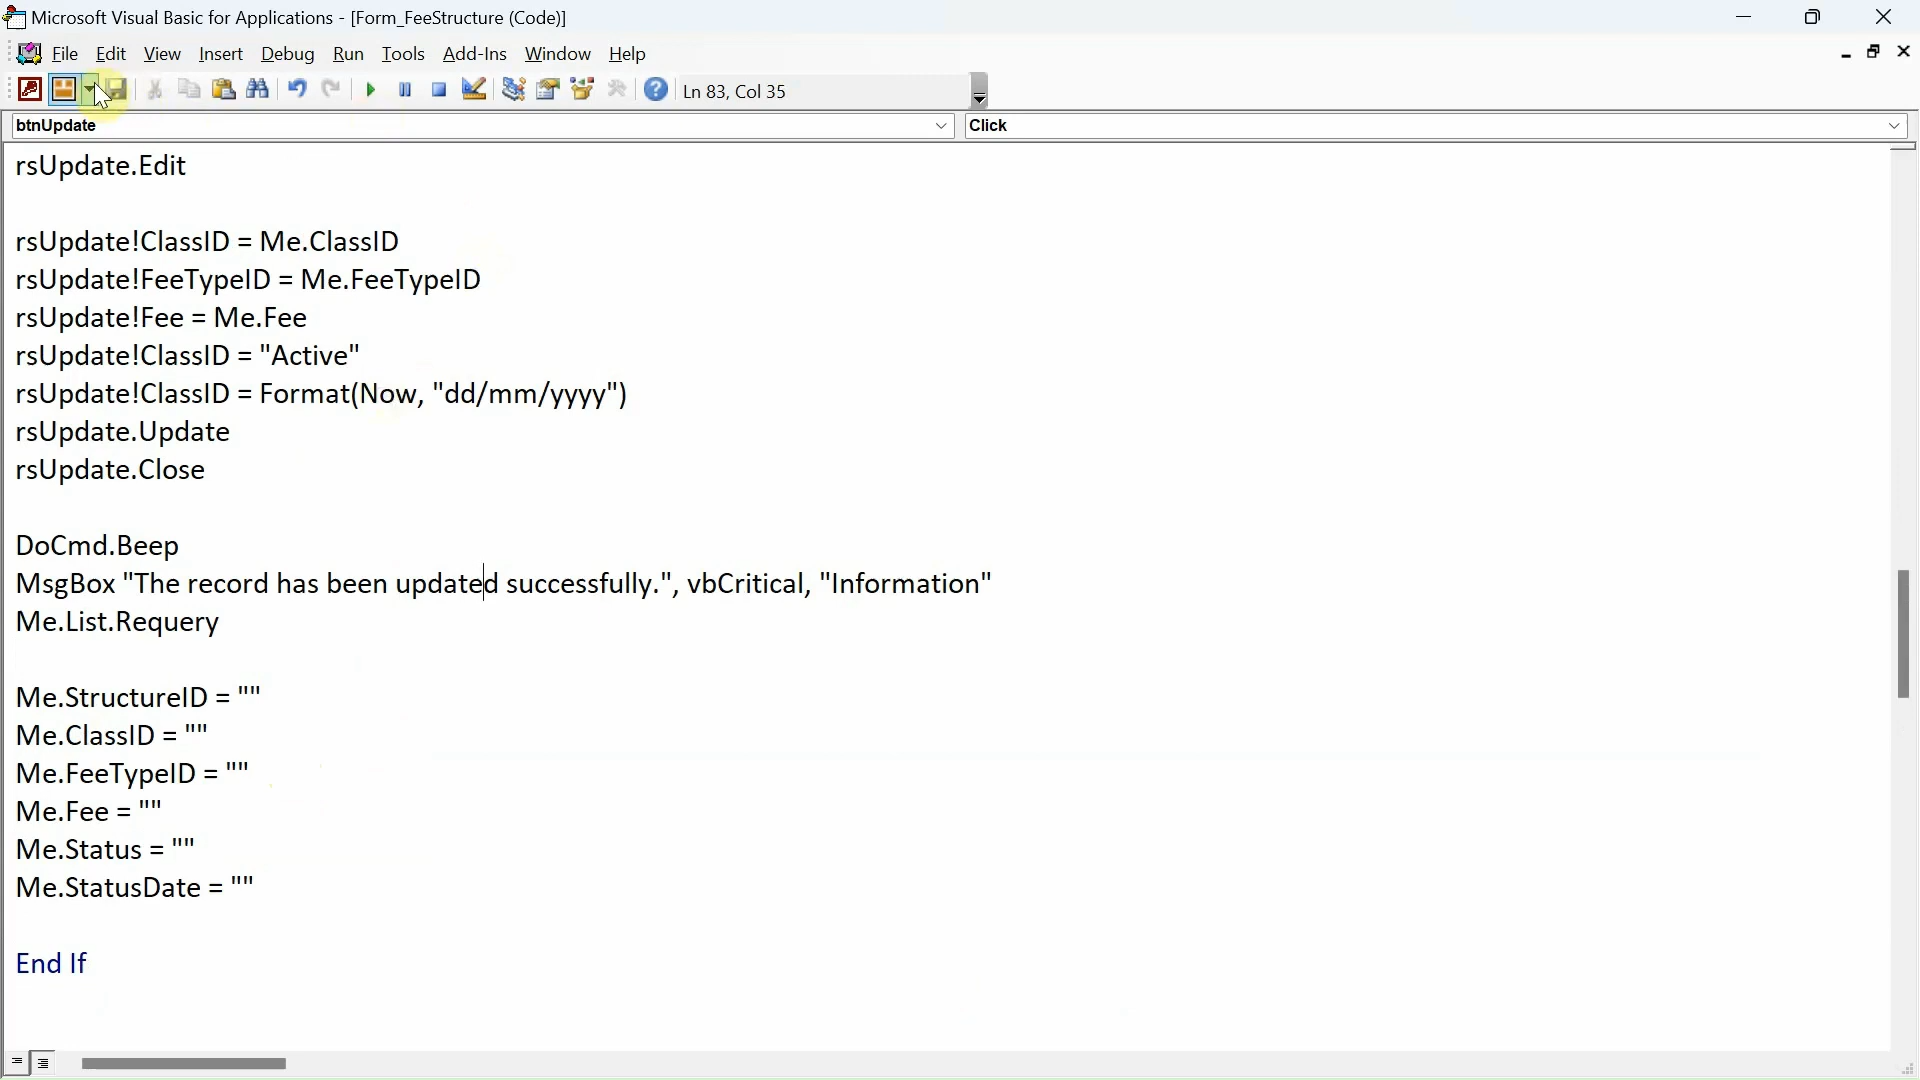 Microsoft Visual Basic for Applications - [Form_FeeStructure (Code)]
File Edit View Insert Debug Run Tools Add-Ins Window Help
Ln 83, Col 35
btnUpdate
Click
rsUpdate.Edit
rsUpdate!ClassID = Me.ClassID
rsUpdate!FeeTypeID = Me.FeeTypeID
rsUpdate!Fee = Me.Fee
rsUpdate!ClassID = "Active"
rsUpdate!ClassID = Format(Now, "dd/mm/yyyy")
rsUpdate.Update
rsUpdate.Close
DoCmd.Beep
MsgBox "The record has been updated successfully.", vbCritical, "Information"
Me.List.Requery
Me.StructureID = ""
Me.ClassID = ""
Me.FeeTypeID = ""
Me.Fee = ""
Me.Status = ""
Me.StatusDate = ""
End If